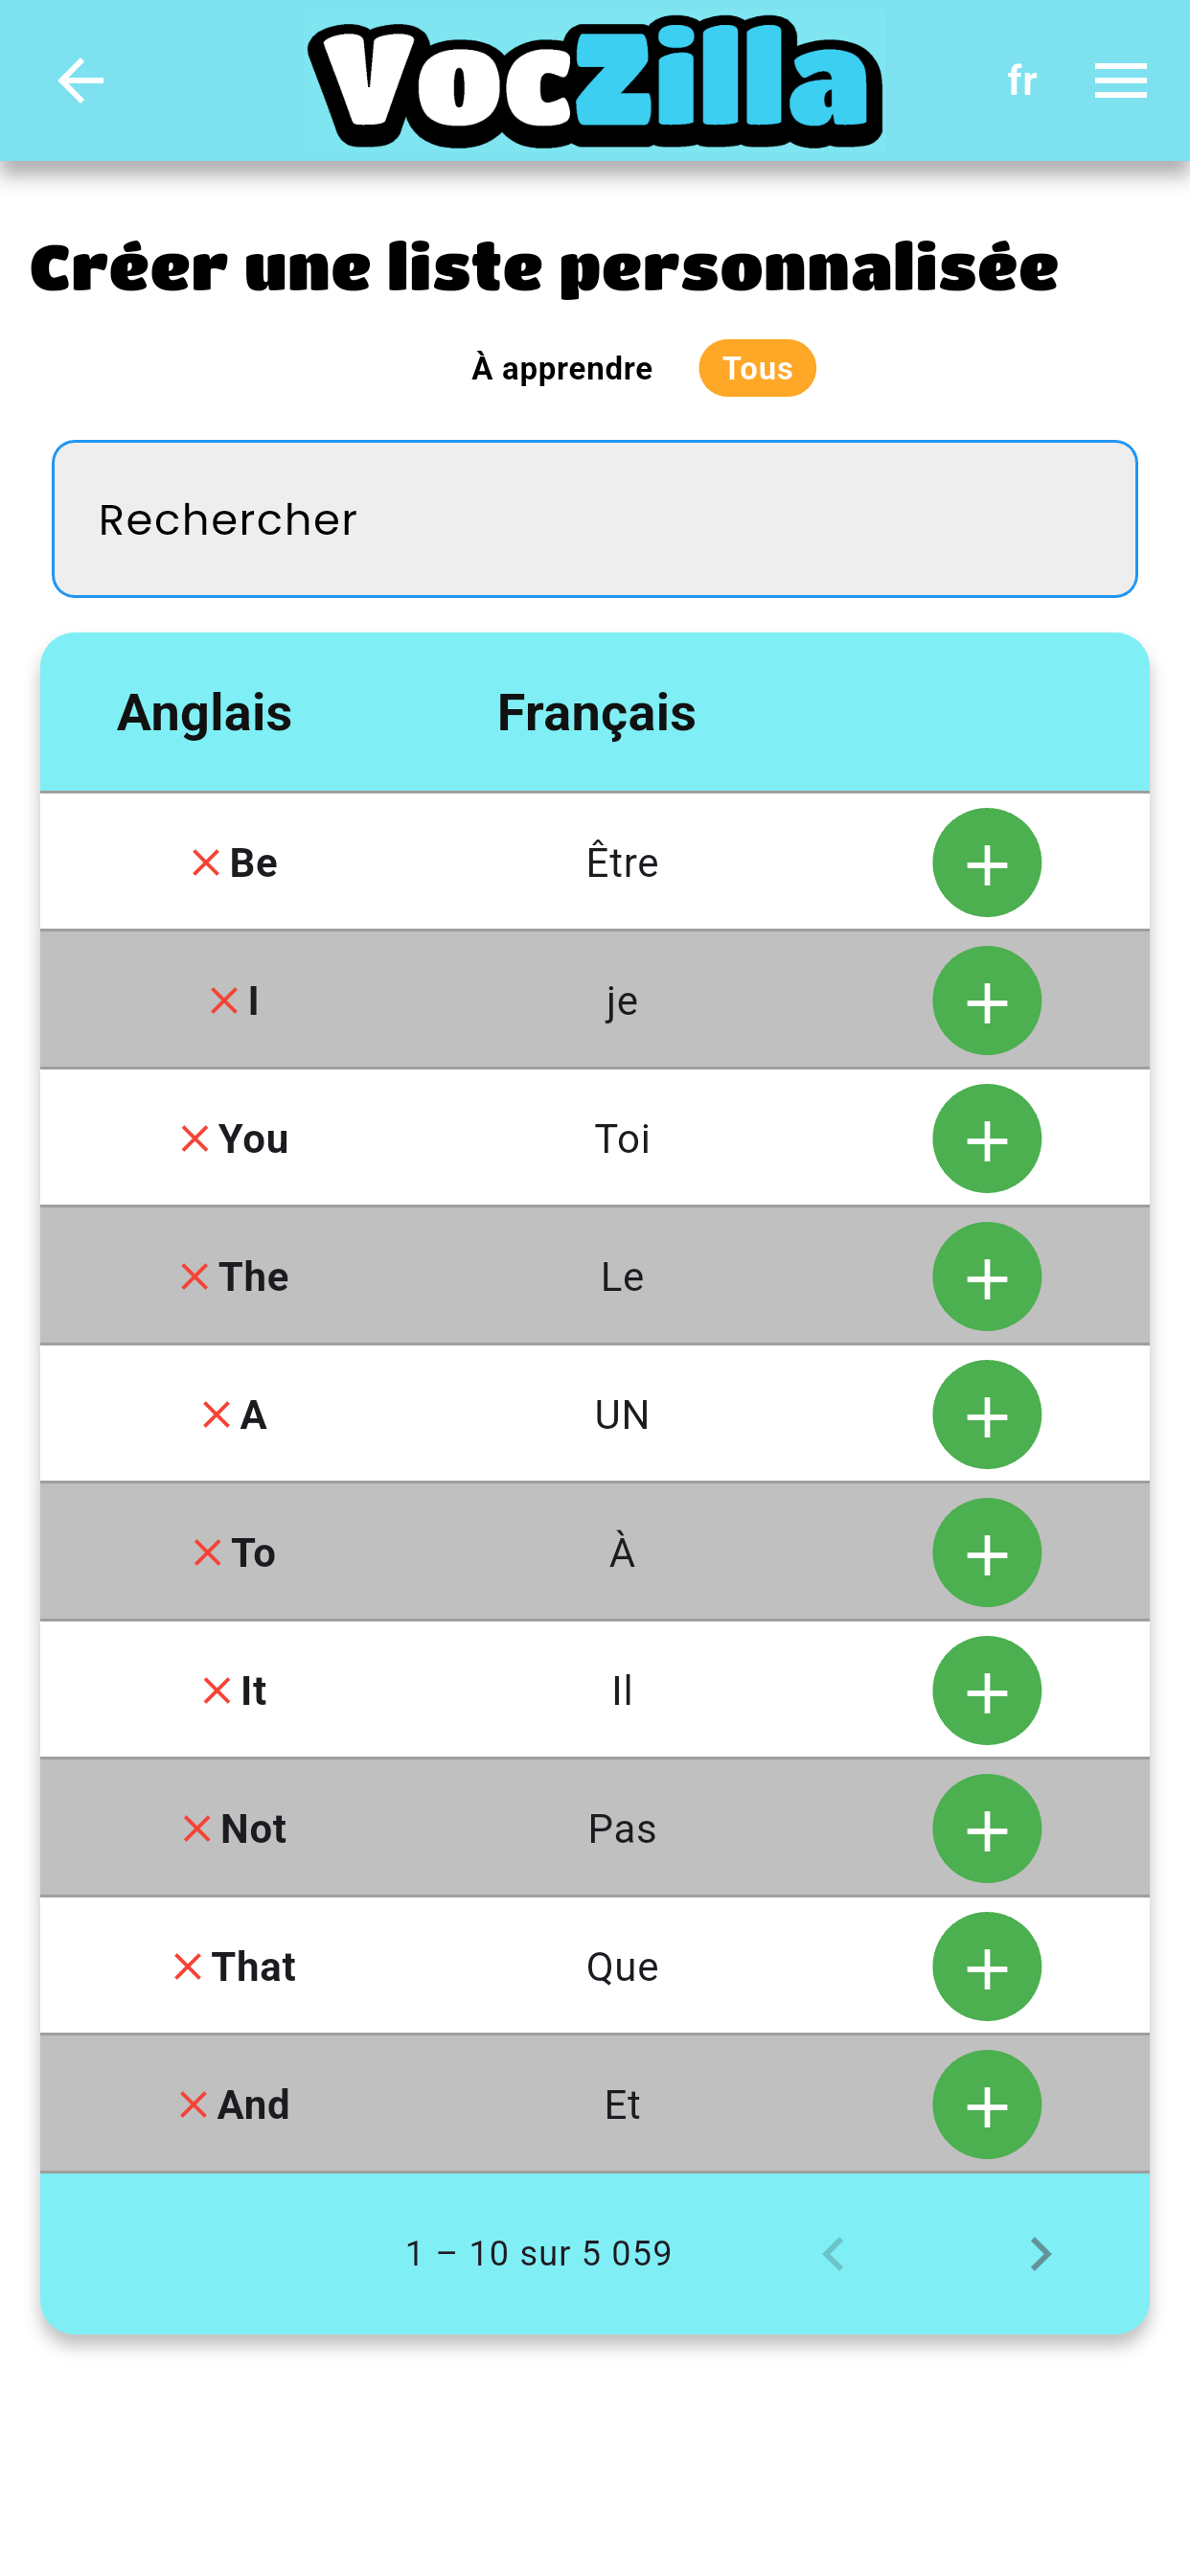 VocZilla
fr
Créer une liste personnalisée
À apprendre Tous
Rechercher
Anglais Français
Be Être
I je
You Toi
The Le
A UN
To À
It Il
Not Pas
That Que
And Et
1 – 10 sur 5 059